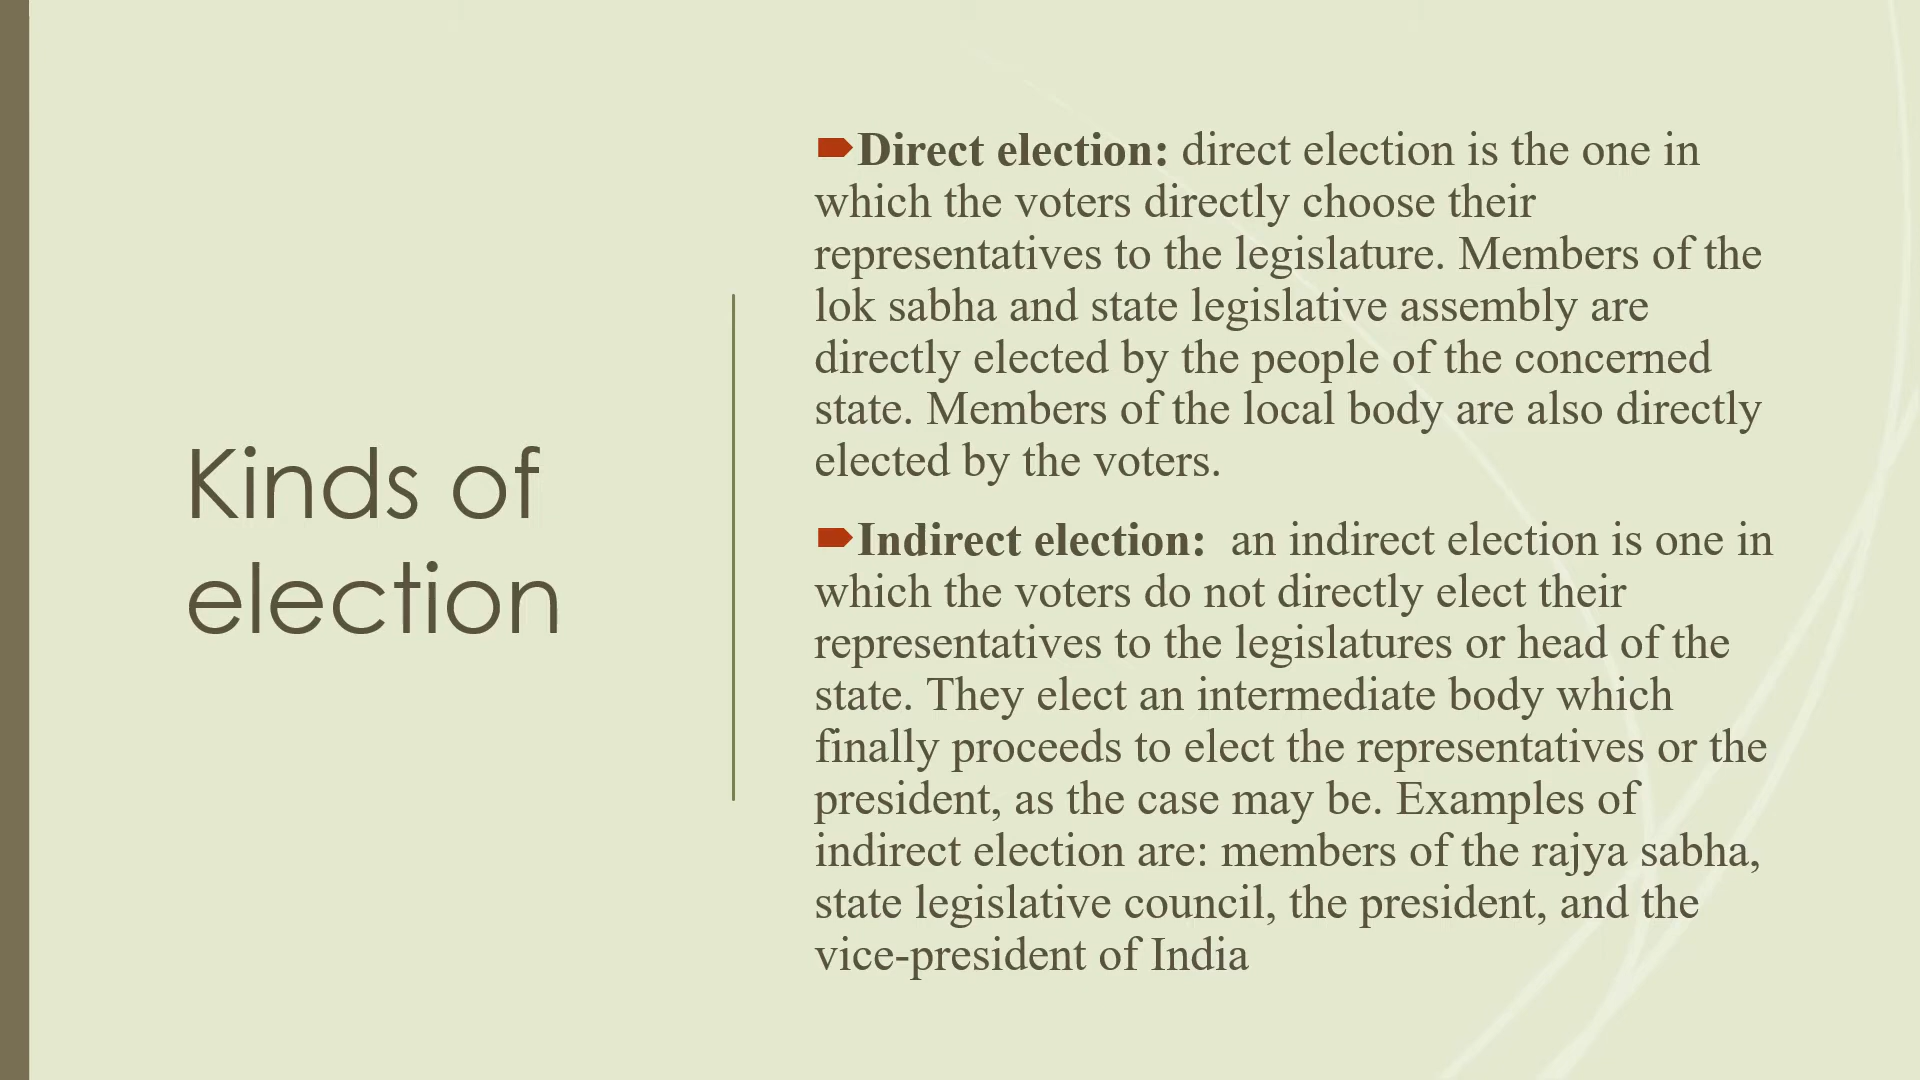 Kinds of
election
Direct election: direct election is the one in
which the voters directly choose their
representatives to the legislature. Members of the
lok sabha and state legislative assembly are
directly elected by the people of the concerned
state. Members of the local body are also directly
elected by the voters.
Indirect election:  an indirect election is one in
which the voters do not directly elect their
representatives to the legislatures or head of the
state. They elect an intermediate body which
finally proceeds to elect the representatives or the
president, as the case may be. Examples of
indirect election are: members of the rajya sabha,
state legislative council, the president, and the
vice-president of India